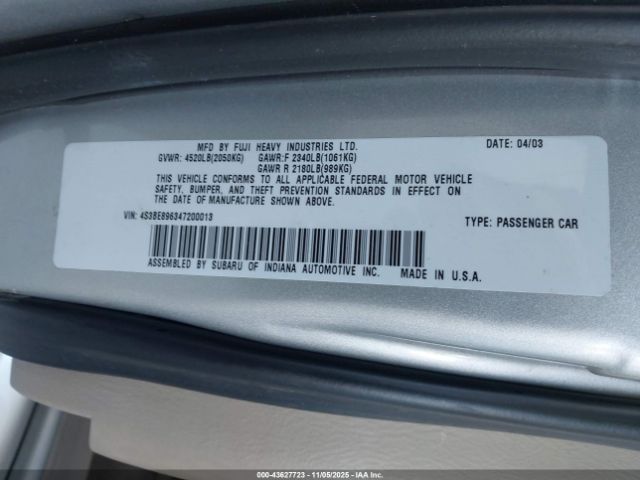 MFD BY FUJI HEAVY INDUSTRIES LTD. DATE: 04/03
GVWR: 4520LB(2050KG) GAWR:F 2340LB(1061KG)
GAWR R 2180LB(989KG)
THIS VEHICLE CONFORMS TO ALL APPLICABLE FEDERAL MOTOR VEHICLE
SAFETY, BUMPER, AND THEFT PREVENTION STANDARDS IN EFFECT ON
THE DATE OF MANUFACTURE SHOWN ABOVE.
VIN: 4S3BE896347200013 TYPE: PASSENGER CAR
ASSEMBLED BY SUBARU OF INDIANA AUTOMOTIVE INC. MADE IN U.S.A.
000-43627723 - 11/05/2025 - IAAI.com